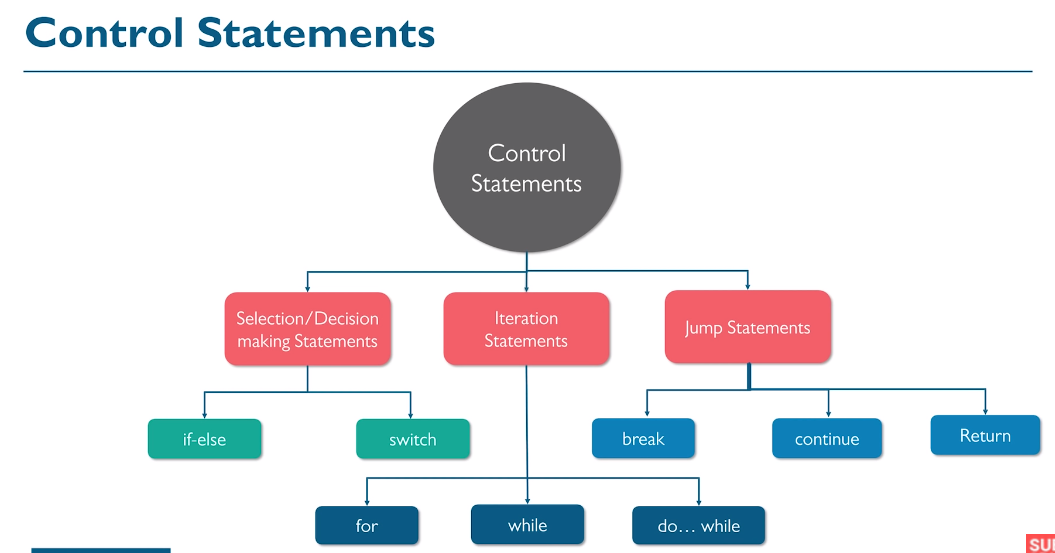 Control Statements
Control
Statements
Selection/Decision
making Statements
Iteration
Statements
Jump Statements
if-else
switch
break
continue
Return
for
while
do... while